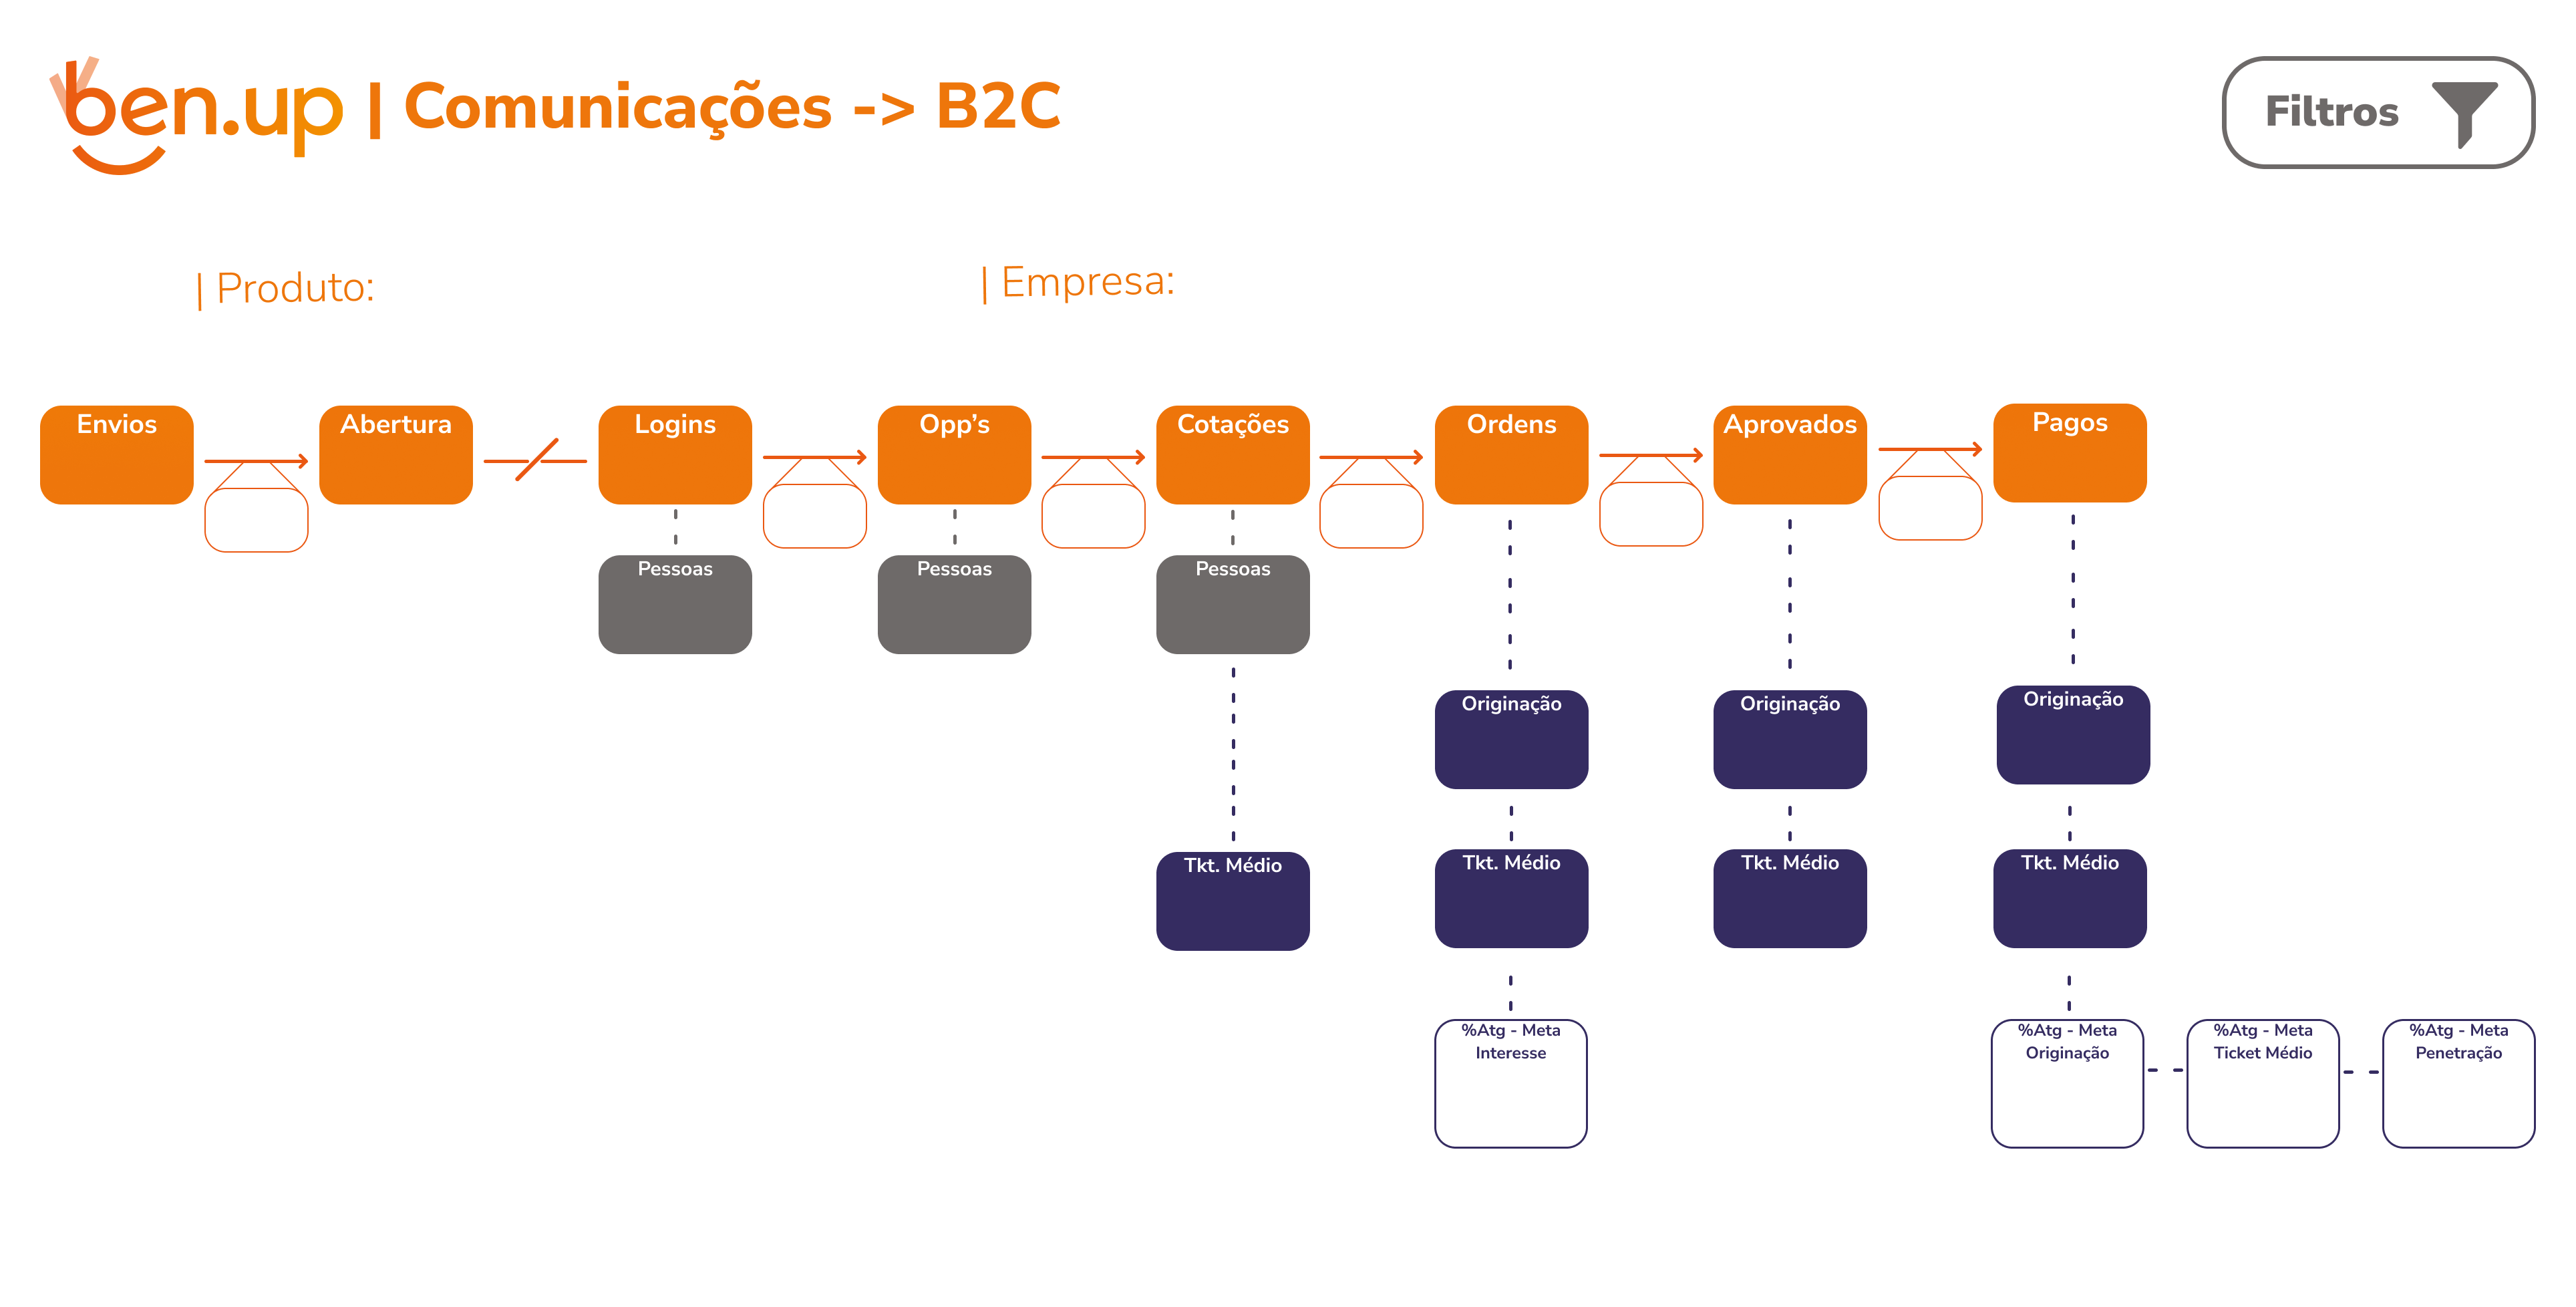 ben.up | Comunicações -> B2C
Filtros
| Produto:
| Empresa:
Envios
Abertura
Logins
Opp's
Cotações
Ordens
Aprovados
Pagos
Pessoas
Pessoas
Pessoas
Originação
Originação
Originação
Tkt. Médio
Tkt. Médio
Tkt. Médio
Tkt. Médio
%Atg - Meta
Interesse
%Atg - Meta
Originação
%Atg - Meta
Ticket Médio
%Atg - Meta
Penetração